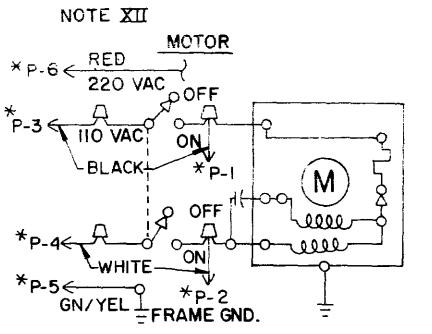 NOTE XII
MOTOR
*P-6 RED
220 VAC
OFF
*P-3 110 VAC
ON
BLACK
*P-1
M
OFF
*P-4
ON
WHITE
*P-5
*P-2
GN/YEL
FRAME GND.